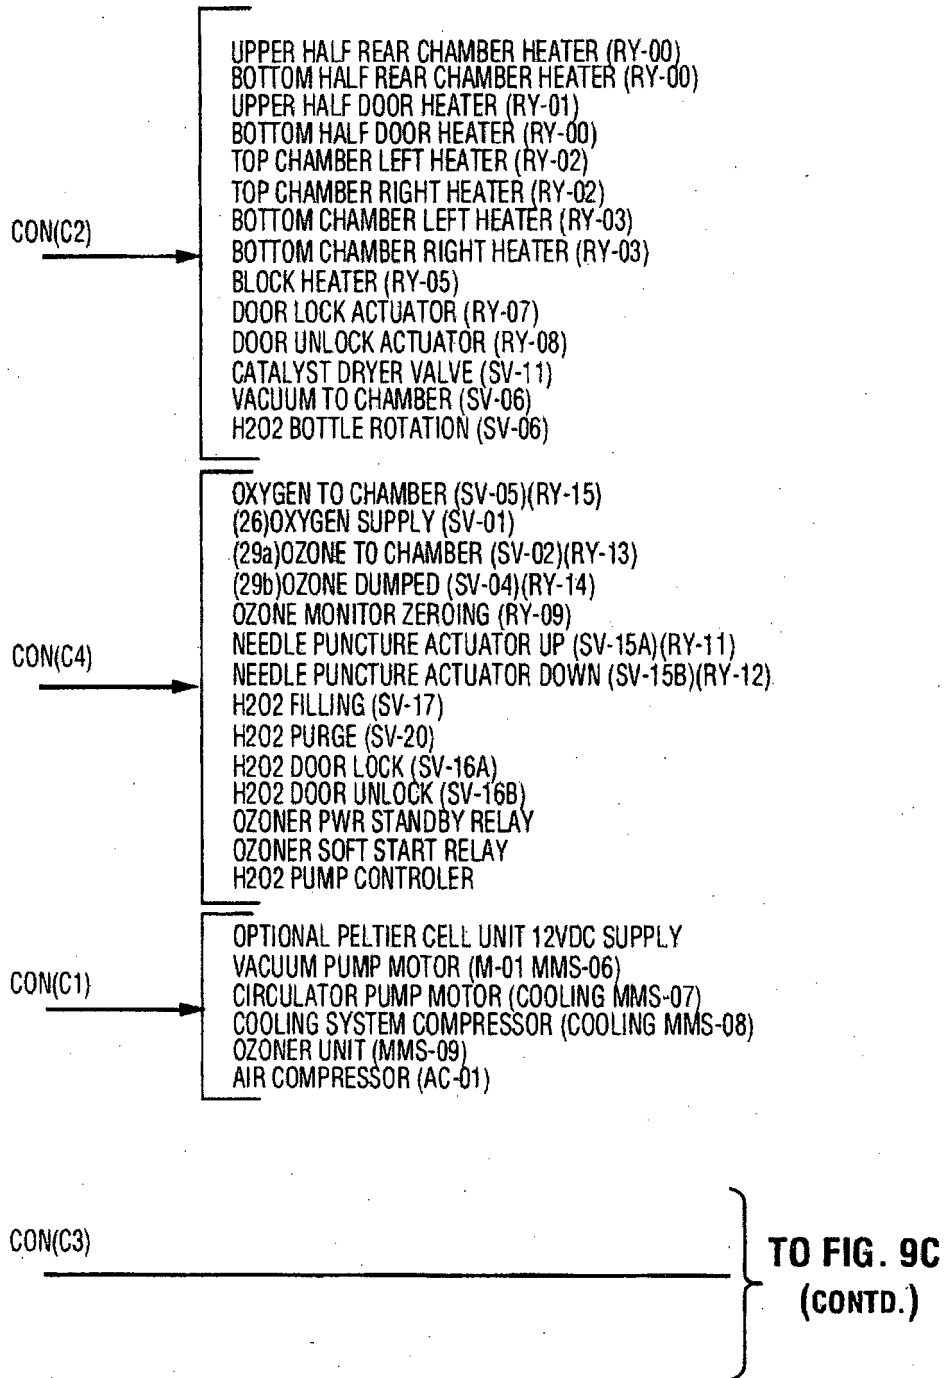 UPPER HALF REAR CHAMBER HEATER (RY-00)
BOTTOM HALF REAR CHAMBER HEATER (RY-00)
UPPER HALF DOOR HEATER (RY-01)
BOTTOM HALF DOOR HEATER (RY-00)
TOP CHAMBER LEFT HEATER (RY-02)
TOP CHAMBER RIGHT HEATER (RY-02)
CON(C2)
BOTTOM CHAMBER LEFT HEATER (RY-03)
BOTTOM CHAMBER RIGHT HEATER (RY-03)
BLOCK HEATER (RY-05)
DOOR LOCK ACTUATOR (RY-07)
DOOR UNLOCK ACTUATOR (RY-08)
CATALYST DRYER VALVE (SV-11)
VACUUM TO CHAMBER (SV-06)
H2O2 BOTTLE ROTATION (SV-06)
OXYGEN TO CHAMBER (SV-05)(RY-15)
(26)OXYGEN SUPPLY (SV-01)
(29a)OZONE TO CHAMBER (SV-02)(RY-13)
(29b)OZONE DUMPED (SV-04)(RY-14)
OZONE MONITOR ZEROING (RY-09)
NEEDLE PUNCTURE ACTUATOR UP (SV-15A)(RY-11)
CON(C4)
NEEDLE PUNCTURE ACTUATOR DOWN (SV-15B)(RY-12)
H2O2 FILLING (SV-17)
H2O2 PURGE (SV-20)
H2O2 DOOR LOCK (SV-16A)
H2O2 DOOR UNLOCK (SV-16B)
OZONER PWR STANDBY RELAY
OZONER SOFT START RELAY
H2O2 PUMP CONTROLER
OPTIONAL PELTIER CELL UNIT 12VDC SUPPLY
VACUUM PUMP MOTOR (M-01 MMS-06)
CON(C1)
CIRCULATOR PUMP MOTOR (COOLING MMS-07)
COOLING SYSTEM COMPRESSOR (COOLING MMS-08)
OZONER UNIT (MMS-09)
AIR COMPRESSOR (AC-01)
CON(C3)
TO FIG. 9C
(CONTD.)